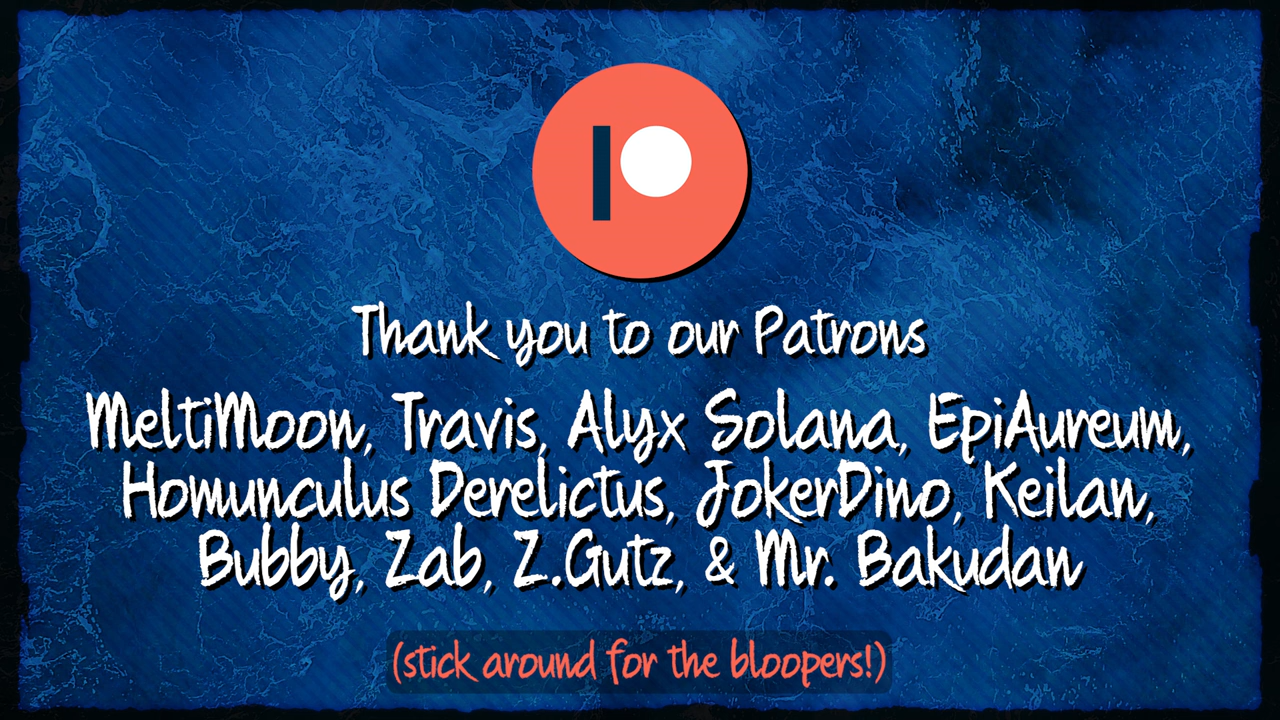 Thank you to our Patrons
MeltiMoon, Travis, Alyx Solana, EpiAureum,
Homunculus Derelictus, JokerDino, Keilan,
Bubby, Zab, Z.Gutz, & Mr. Bakudan
(stick around for the bloopers!)